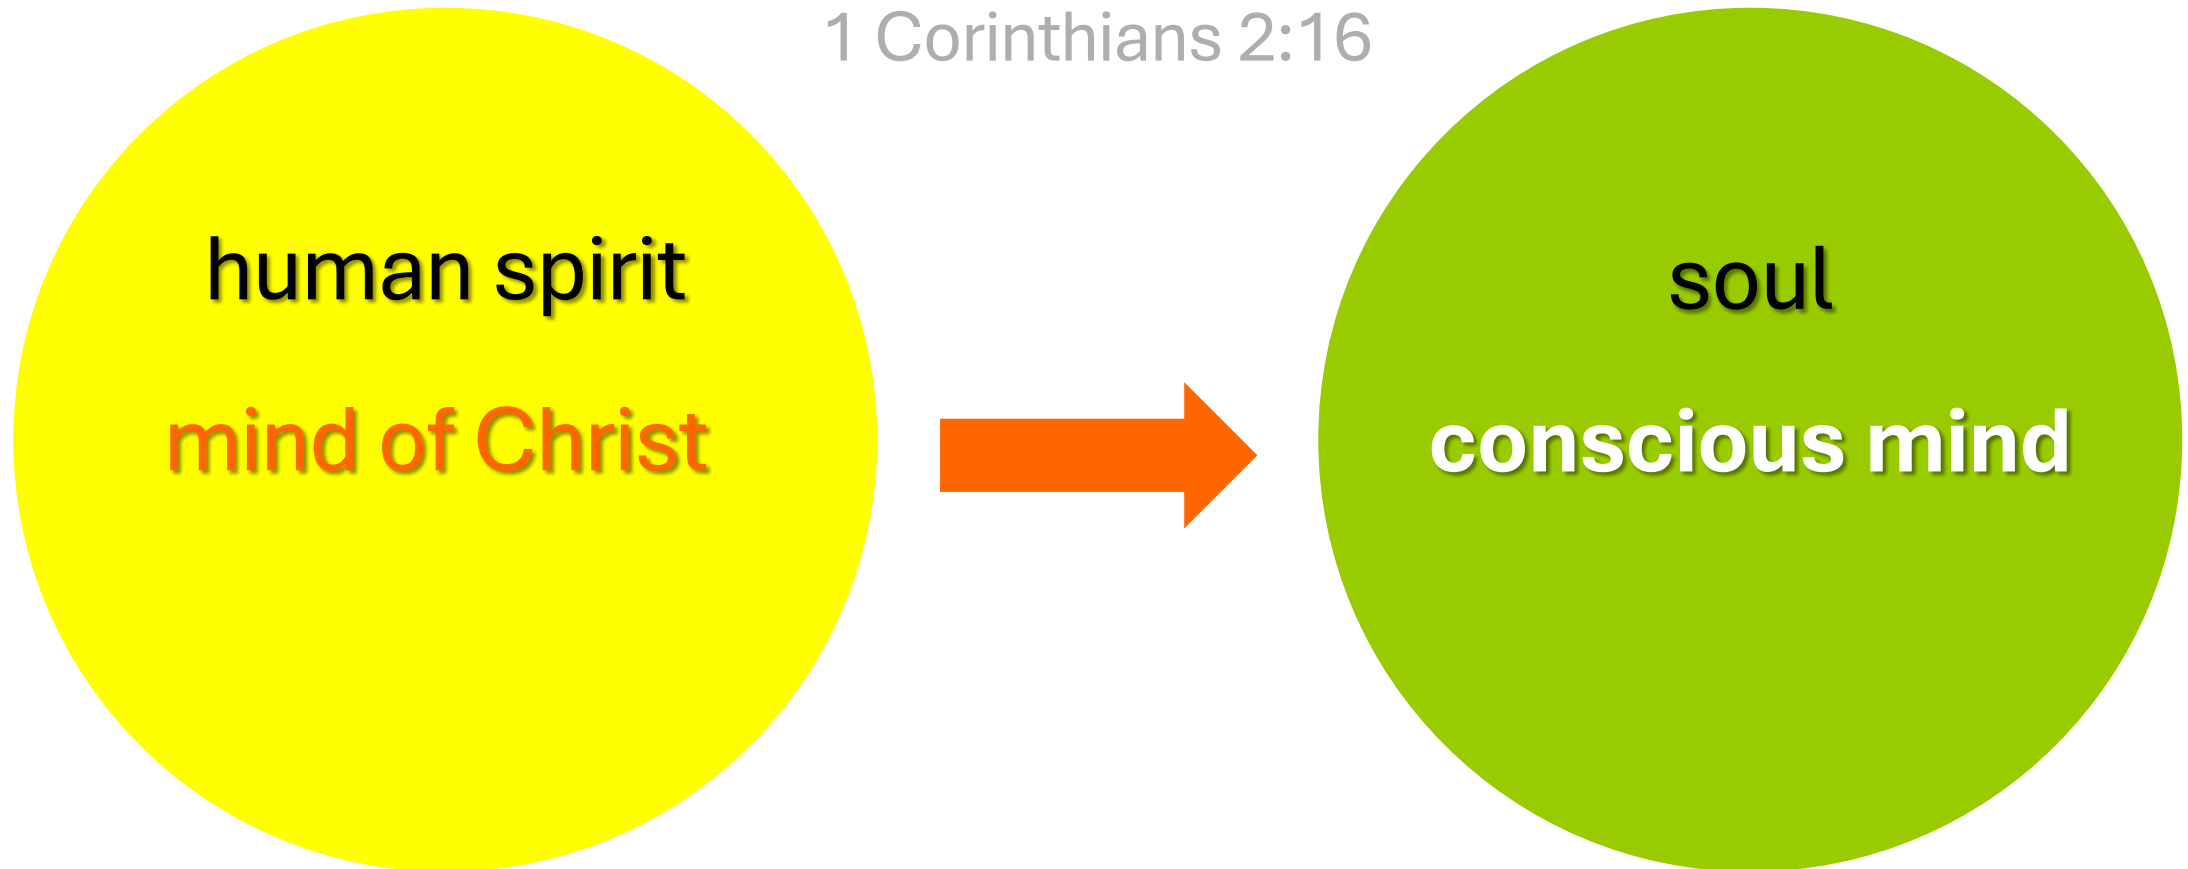 1 Corinthians 2:16
human spirit
mind of Christ
soul
conscious mind